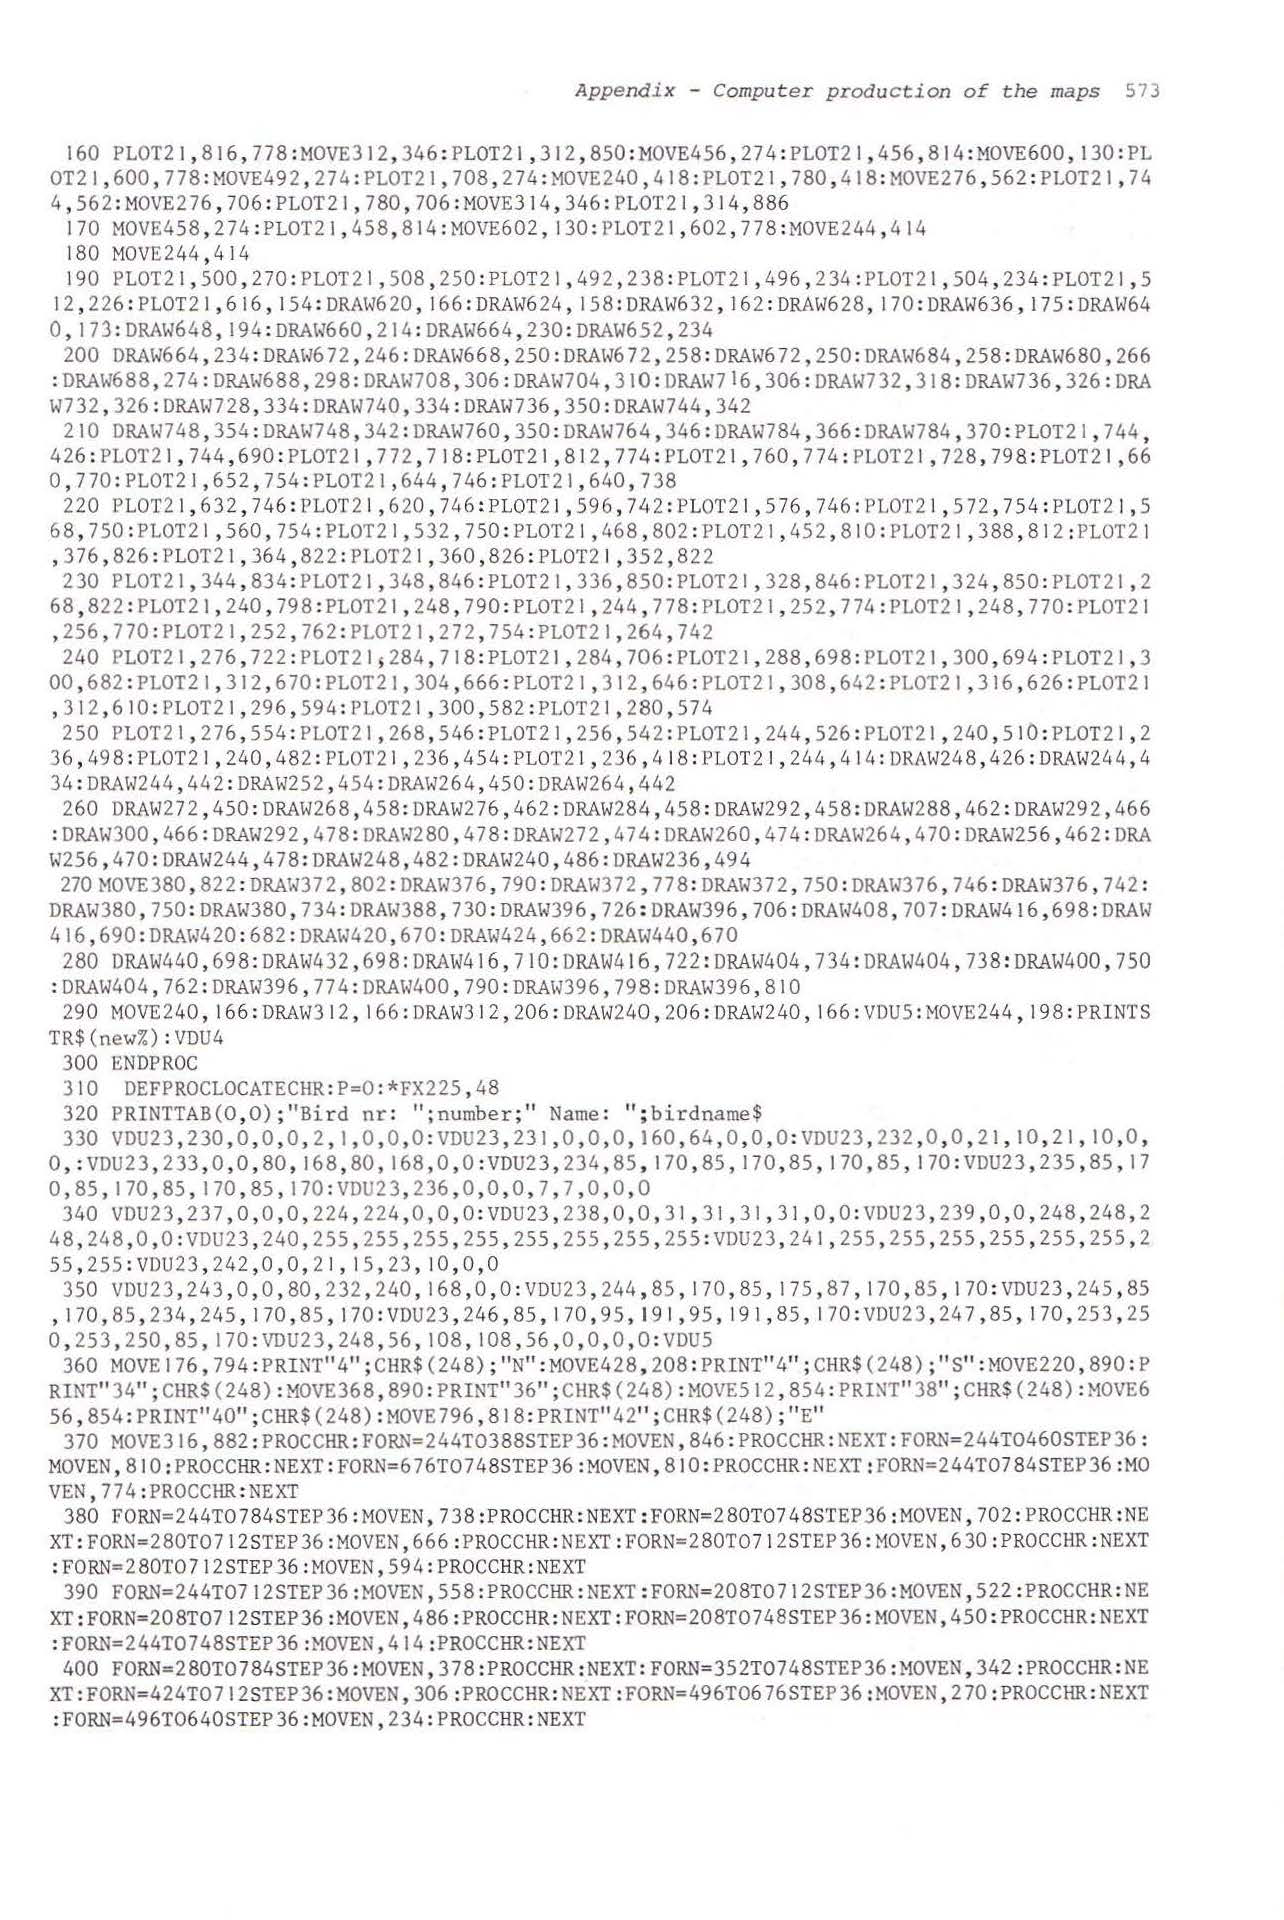 Appendix - Computer production of the maps 573
160 PLOT21,816,778:MOVE312,346:PLOT21,312,850:MOVE456,274:PLOT21,456,814:MOVE600,130:PL
OT21,600,778:MOVE492,274:PLOT21,708,274:MOVE240,418:PLOT21,780,418:MOVE276,562:PLOT21,74
4,562:MOVE276,706:PLOT21,780,706:MOVE314,346:PLOT21,314,886
170 MOVE458,274:PLOT21,458,814:MOVE602,130:PLOT21,602,778:MOVE244,414
180 MOVE244,414
190 PLOT21,500,270:PLOT21,508,250:PLOT21,492,238:PLOT21,496,234:PLOT21,504,234:PLOT21,5
12,226:PLOT21,616,154:DRAW620,166:DRAW624,158:DRAW632,162:DRAW628,170:DRAW636,175:DRAW64
0,173:DRAW648,194:DRAW660,214:DRAW664,230:DRAW652,234
200 DRAW664,234:DRAW672,246:DRAW668,250:DRAW672,258:DRAW672,250:DRAW684,258:DRAW680,266
:DRAW688,274:DRAW688,298:DRAW708,306:DRAW704,310:DRAW716,306:DRAW732,318:DRAW736,326:DRA
W732,326:DRAW728,334:DRAW740,334:DRAW736,350:DRAW744,342
210 DRAW748,354:DRAW748,342:DRAW760,350:DRAW764,346:DRAW784,366:DRAW784,370:PLOT21,744,
426:PLOT21,744,690:PLOT21,772,718:PLOT21,812,774:PLOT21,760,774:PLOT21,728,798:PLOT21,66
0,770:PLOT21,652,754:PLOT21,644,746:PLOT21,640,738
220 PLOT21,632,746:PLOT21,620,746:PLOT21,596,742:PLOT21,576,746:PLOT21,572,754:PLOT21,5
68,750:PLOT21,560,754:PLOT21,532,750:PLOT21,468,802:PLOT21,452,810:PLOT21,388,812:PLOT21
,376,826:PLOT21,364,822:PLOT21,360,826:PLOT21,352,822
230 PLOT21,344,834:PLOT21,348,846:PLOT21,336,850:PLOT21,328,846:PLOT21,324,850:PLOT21,2
68,822:PLOT21,240,798:PLOT21,248,790:PLOT21,244,778:PLOT21,252,774:PLOT21,248,770:PLOT21
,256,770:PLOT21,252,762:PLOT21,272,754:PLOT21,264,742
240 PLOT21,276,722:PLOT21,284,718:PLOT21,284,706:PLOT21,288,698:PLOT21,300,694:PLOT21,3
00,682:PLOT21,312,670:PLOT21,304,666:PLOT21,312,646:PLOT21,308,642:PLOT21,316,626:PLOT21
,312,610:PLOT21,296,594:PLOT21,300,582:PLOT21,280,574
250 PLOT21,276,554:PLOT21,268,546:PLOT21,256,542:PLOT21,244,526:PLOT21,240,510:PLOT21,2
36,498:PLOT21,240,482:PLOT21,236,454:PLOT21,236,418:PLOT21,244,414:DRAW248,426:DRAW244,4
34:DRAW244,442:DRAW252,454:DRAW264,450:DRAW264,442
260 DRAW272,450:DRAW268,458:DRAW276,462:DRAW284,458:DRAW292,458:DRAW288,462:DRAW292,466
:DRAW300,466:DRAW292,478:DRAW280,478:DRAW272,474:DRAW260,474:DRAW264,470:DRAW256,462:DRA
W256,470:DRAW244,478:DRAW248,482:DRAW240,486:DRAW236,494
270 MOVE380,822:DRAW372,802:DRAW376,790:DRAW372,778:DRAW372,750:DRAW376,746:DRAW376,742:
DRAW380,750:DRAW380,734:DRAW388,730:DRAW396,726:DRAW396,706:DRAW408,707:DRAW416,698:DRAW
416,690:DRAW420:682:DRAW420,670:DRAW424,662:DRAW440,670
280 DRAW440,698:DRAW432,698:DRAW416,710:DRAW416,722:DRAW404,734:DRAW404,738:DRAW400,750
:DRAW404,762:DRAW396,774:DRAW400,790:DRAW396,798:DRAW396,810
290 MOVE240,166:DRAW312,166:DRAW312,206:DRAW240,206:DRAW240,166:VDU5:MOVE244,198:PRINTS
TR$(new%):VDU4
300 ENDPROC
310 DEFPROCLOCATECHR:P=0:*FX225,48
320 PRINTTAB(0,0);"Bird nr: ";number;" Name: ";birdname$
330 VDU23,230,0,0,0,2,1,0,0,0:VDU23,231,0,0,0,160,64,0,0,0:VDU23,232,0,0,21,10,21,10,0,
0,:VDU23,233,0,0,80,168,80,168,0,0:VDU23,234,85,170,85,170,85,170,85,170:VDU23,235,85,17
0,85,170,85,170,85,170:VDU23,236,0,0,0,7,7,0,0,0
340 VDU23,237,0,0,0,224,224,0,0,0:VDU23,238,0,0,31,31,31,31,0,0:VDU23,239,0,0,248,248,2
48,248,0,0:VDU23,240,255,255,255,255,255,255,255,255:VDU23,241,255,255,255,255,255,255,2
55,255:VDU23,242,0,0,21,15,23,10,0,0
350 VDU23,243,0,0,80,232,240,168,0,0:VDU23,244,85,170,85,175,87,170,85,170:VDU23,245,85
,170,85,234,245,170,85,170:VDU23,246,85,170,95,191,95,191,85,170:VDU23,247,85,170,253,25
0,253,250,85,170:VDU23,248,56,108,108,56,0,0,0,0:VDU5
360 MOVE176,794:PRINT"4";CHR$(248);"N":MOVE428,208:PRINT"4";CHR$(248);"S":MOVE220,890:P
RINT"34";CHR$(248):MOVE368,890:PRINT"36";CHR$(248):MOVE512,854:PRINT"38";CHR$(248):MOVE6
56,854:PRINT"40";CHR$(248):MOVE796,818:PRINT"42";CHR$(248);"E"
370 MOVE316,882:PROCCHR:FORN=244TO388STEP36:MOVEN,846:PROCCHR:NEXT:FORN=244TO460STEP36:
MOVEN,810:PROCCHR:NEXT:FORN=676TO748STEP36:MOVEN,810:PROCCHR:NEXT:FORN=244TO784STEP36:MO
VEN,774:PROCCHR:NEXT
380 FORN=244TO784STEP36:MOVEN,738:PROCCHR:NEXT:FORN=280TO748STEP36:MOVEN,702:PROCCHR:NE
XT:FORN=280TO712STEP36:MOVEN,666:PROCCHR:NEXT:FORN=280TO712STEP36:MOVEN,630:PROCCHR:NEXT
:FORN=280TO712STEP36:MOVEN,594:PROCCHR:NEXT
390 FORN=244TO712STEP36:MOVEN,558:PROCCHR:NEXT:FORN=208TO712STEP36:MOVEN,522:PROCCHR:NE
XT:FORN=208TO712STEP36:MOVEN,486:PROCCHR:NEXT:FORN=208TO748STEP36:MOVEN,450:PROCCHR:NEXT
:FORN=244TO748STEP36:MOVEN,414:PROCCHR:NEXT
400 FORN=280TO784STEP36:MOVEN,378:PROCCHR:NEXT:FORN=352TO748STEP36:MOVEN,342:PROCCHR:NE
XT:FORN=424TO712STEP36:MOVEN,306:PROCCHR:NEXT:FORN=496TO676STEP36:MOVEN,270:PROCCHR:NEXT
:FORN=496TO640STEP36:MOVEN,234:PROCCHR:NEXT